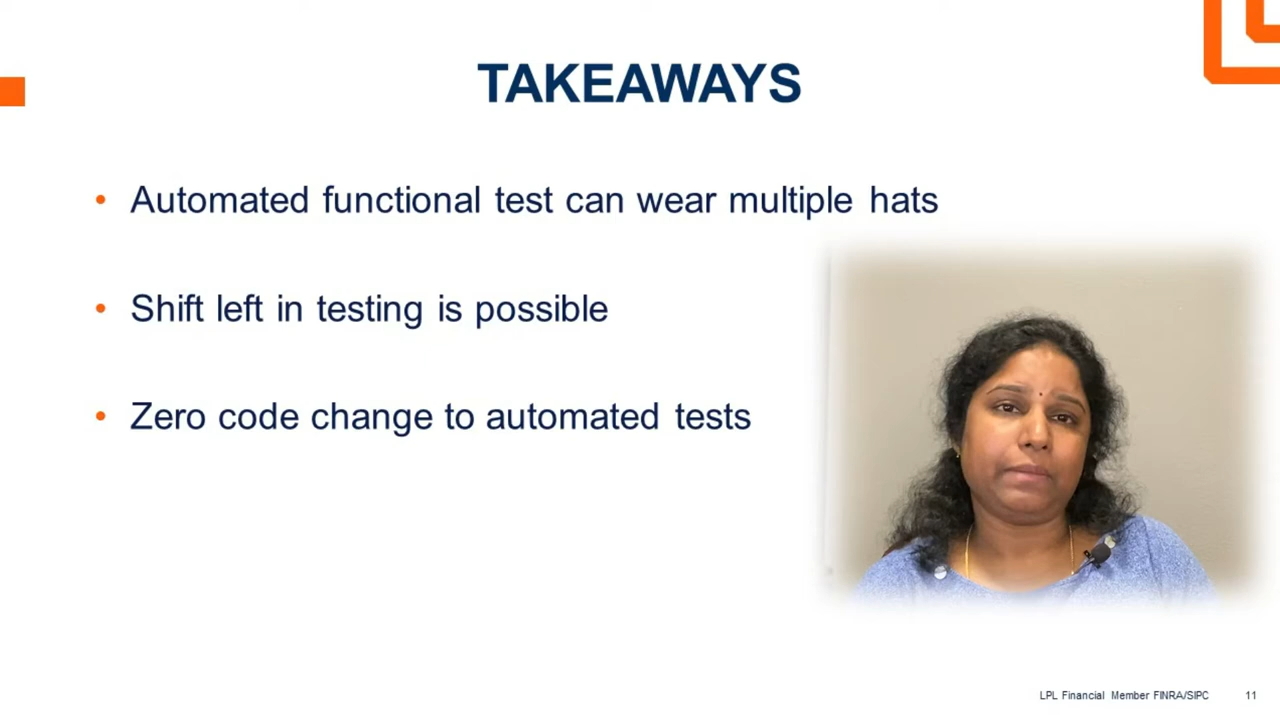 TAKEAWAYS
• Automated functional test can wear multiple hats
• Shift left in testing is possible
• Zero code change to automated tests
LPL Financial Member FINRA/SIPC 11